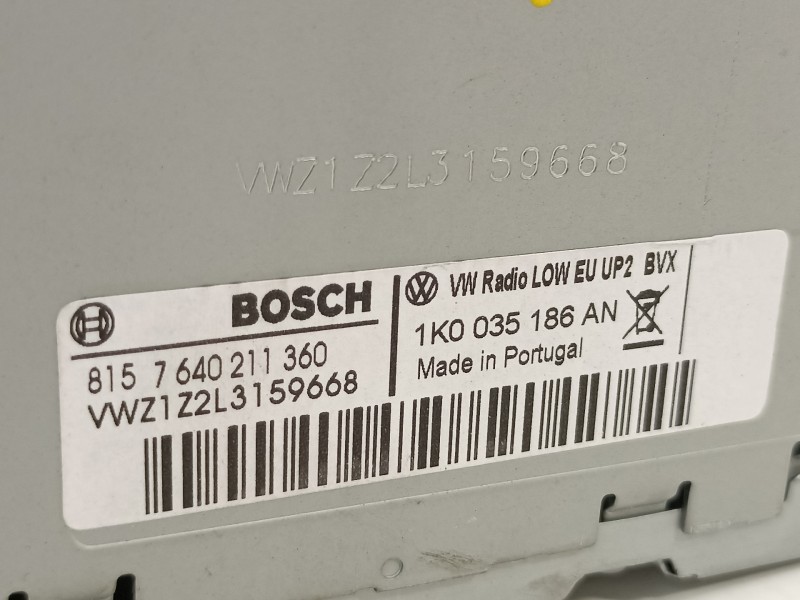 VWZ1Z2L3159668
BOSCH
815 7 640 211 360
VWZ1Z2L3159668
VW Radio LOW EU UP2 BVX
1K0 035 186 AN
Made in Portugal